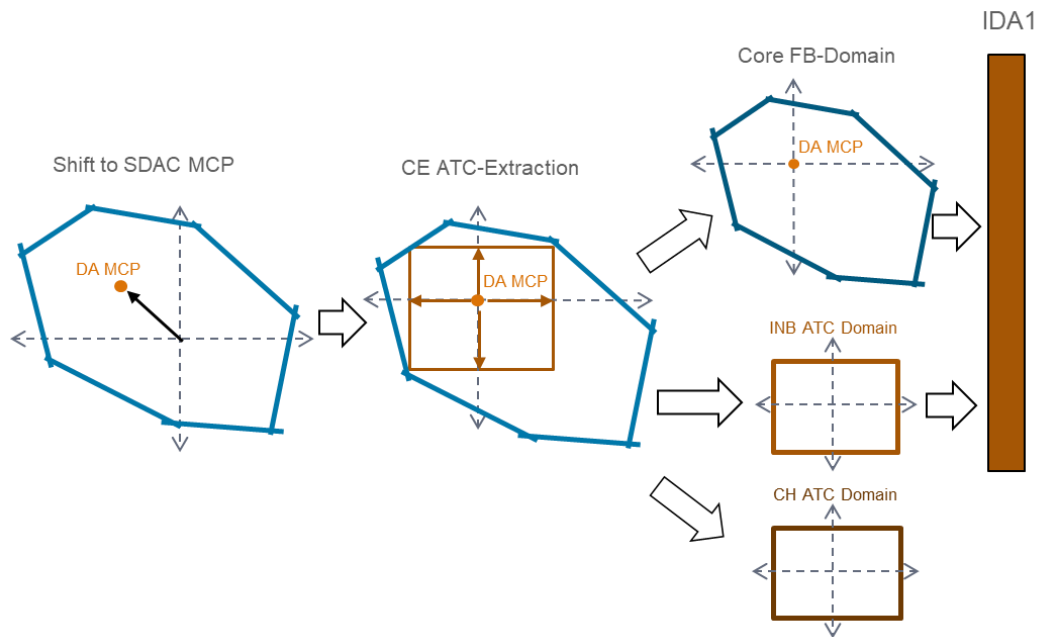 IDA1
Core FB-Domain
Shift to SDAC MCP
CE ATC-Extraction
DA MCP
DA MCP
DA MCP
INB ATC Domain
CH ATC Domain